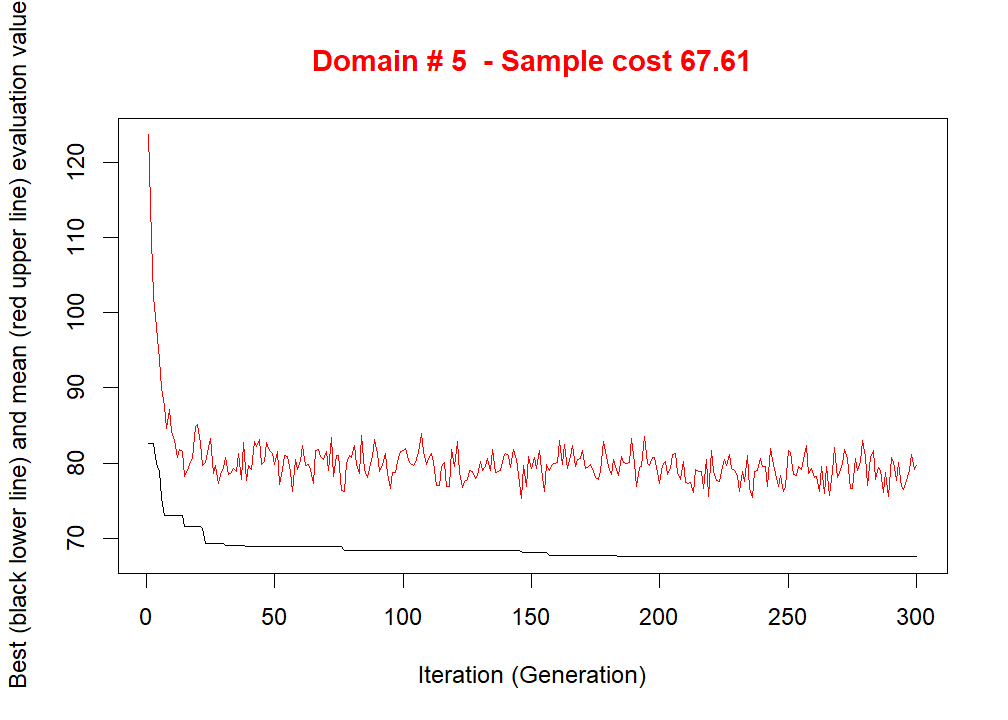 Domain # 5  - Sample cost 67.61
Best (black lower line) and mean (red upper line) evaluation value
120
110
100
90
80
70
0 50 100 150 200 250 300
Iteration (Generation)